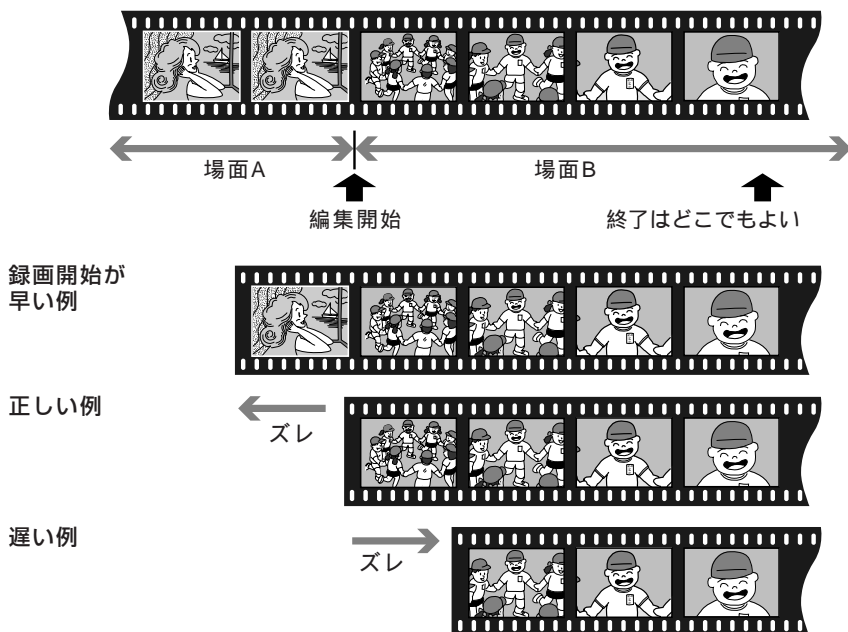 場面A
場面B
編集開始
終了はどこでもよい
録画開始が
早い例
正しい例
ズレ
遅い例
ズレ